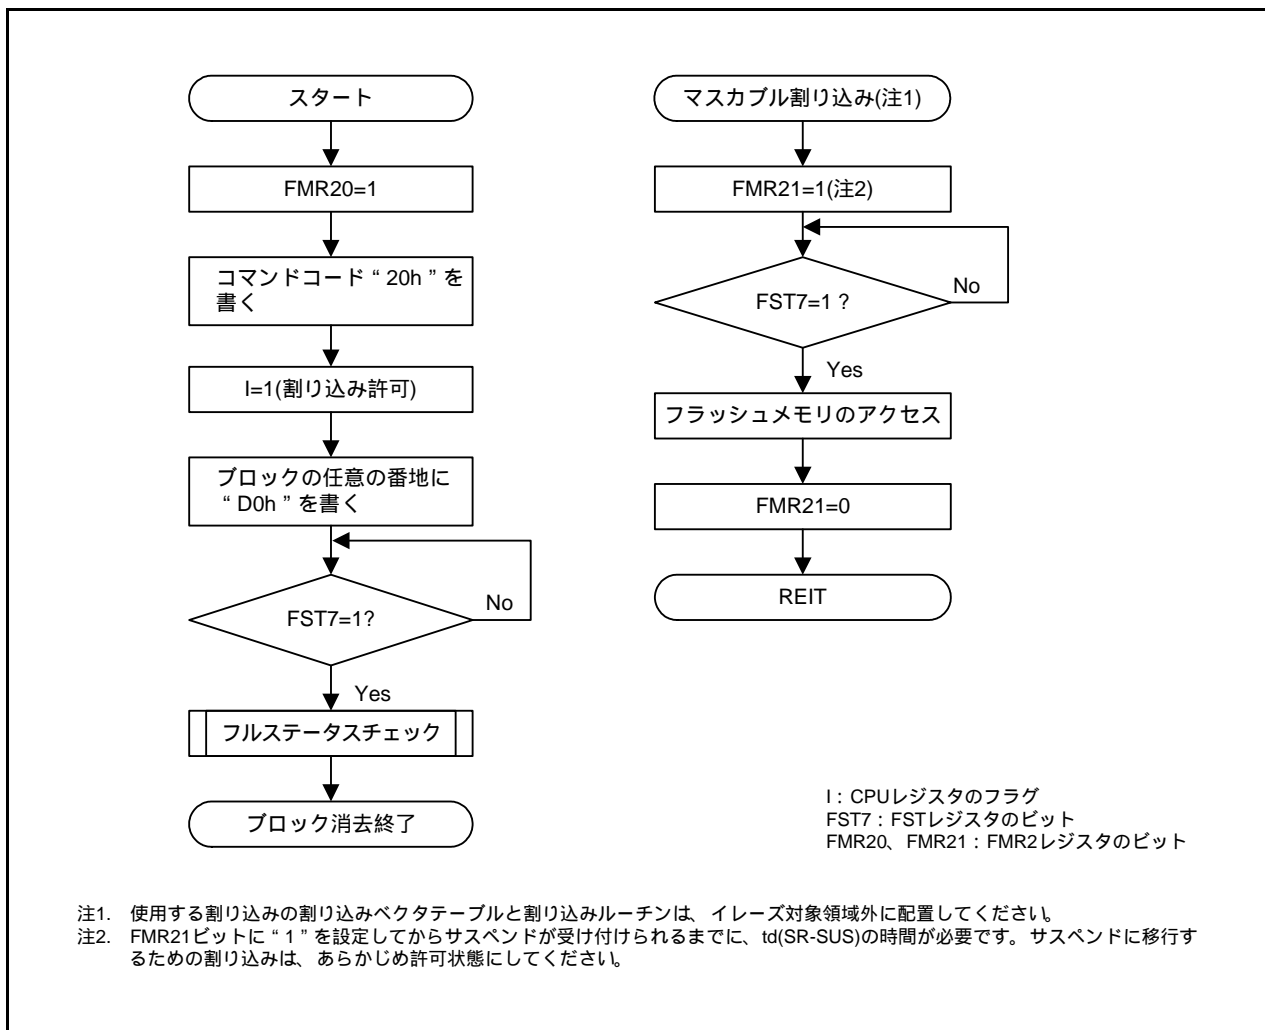 スタート
FMR20=1
コマンドコード“20h”を
書く
I=1(割り込み許可)
ブロックの任意の番地に
“D0h”を書く
FST7=1?
No
Yes
フルステータスチェック
ブロック消去終了
マスカブル割り込み(注1)
FMR21=1(注2)
FST7=1 ?
No
Yes
フラッシュメモリのアクセス
FMR21=0
REIT
I：CPUレジスタのフラグ
FST7：FSTレジスタのビット
FMR20、FMR21：FMR2レジスタのビット
注1. 使用する割り込みの割り込みベクタテーブルと割り込みルーチンは、イレーズ対象領域外に配置してください。
注2. FMR21ビットに“1”を設定してからサスペンドが受け付けられるまでに、td(SR-SUS)の時間が必要です。サスペンドに移行す
るための割り込みは、あらかじめ許可状態にしてください。